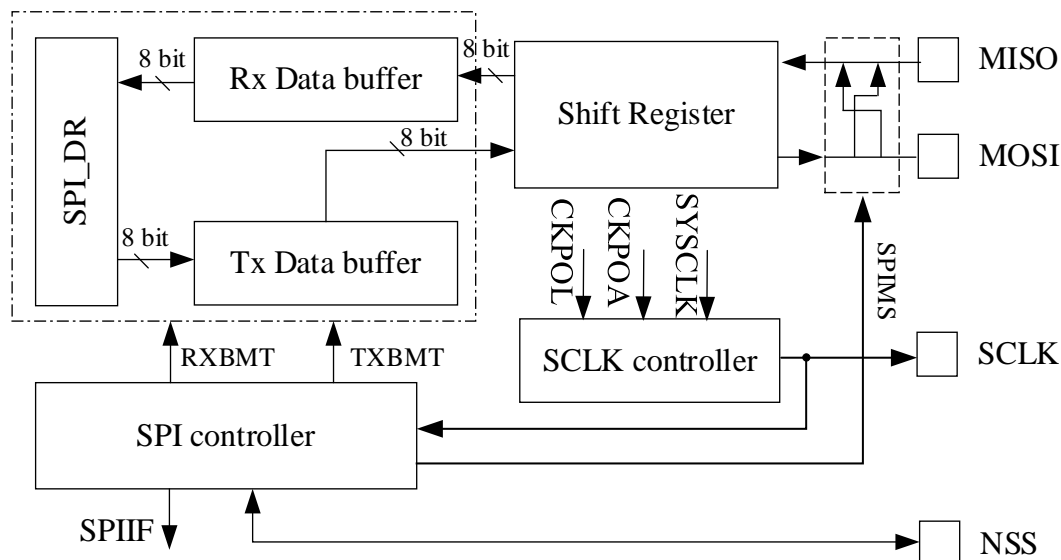 8 bit
Rx Data buffer
8 bit
Shift Register
MISO
8 bit
MOSI
SPI_DR
8 bit
Tx Data buffer
CKPOL
CKPOA
SYSCLK
SPIMS
RXBMT
TXBMT
SCLK controller
SCLK
SPI controller
SPIIF
NSS